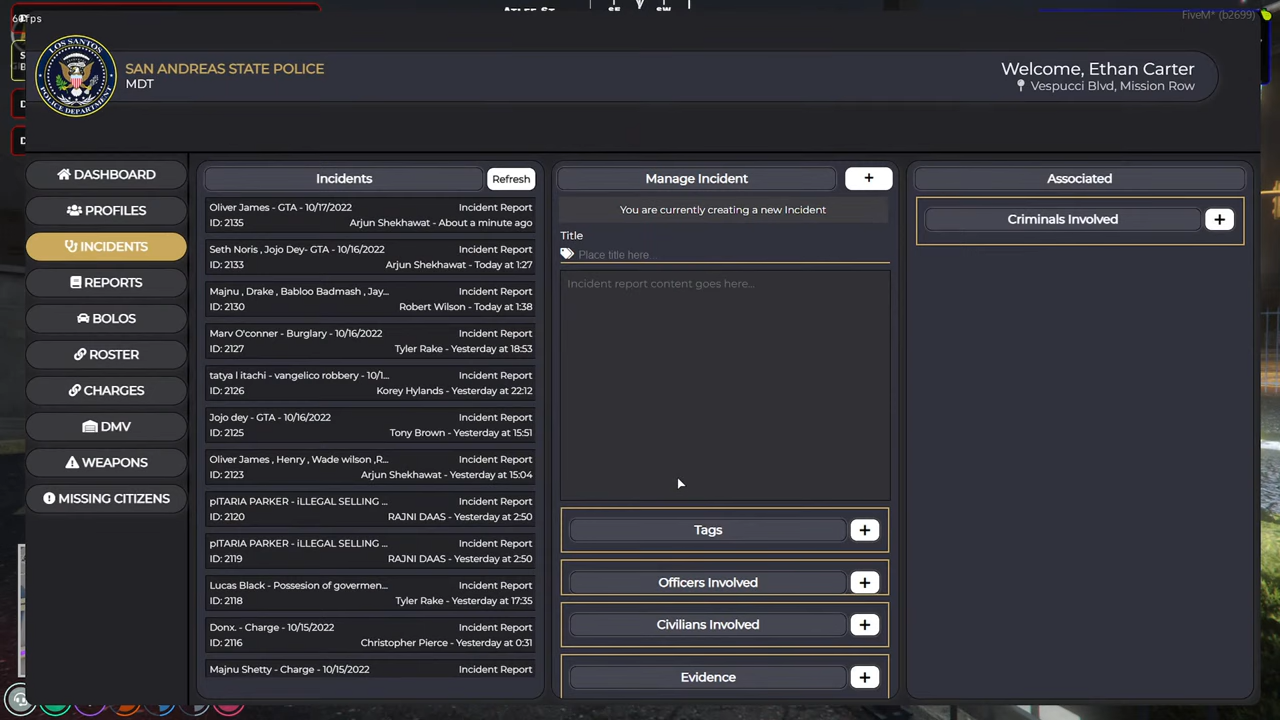 60fps
ATLEE ST
SE
SW
FiveM* (b2699)
LOS SANTOS
POLICE DEPARTMENT
SAN ANDREAS STATE POLICE
MDT
Welcome, Ethan Carter
Vespucci Blvd, Mission Row
DASHBOARD
PROFILES
INCIDENTS
REPORTS
BOLOS
ROSTER
CHARGES
DMV
WEAPONS
MISSING CITIZENS
Incidents
Refresh
Oliver James - GTA - 10/17/2022
Incident Report
ID: 2135
Arjun Shekhawat - About a minute ago
Seth Noris , Jojo Dey- GTA - 10/16/2022
Incident Report
ID: 2133
Arjun Shekhawat - Today at 1:27
Majnu , Drake , Babloo Badmash , Jay...
Incident Report
ID: 2130
Robert Wilson - Today at 1:38
Marv O'conner - Burglary - 10/16/2022
Incident Report
ID: 2127
Tyler Rake - Yesterday at 18:53
tatya l itachi - vangelico robbery - 10/1...
Incident Report
ID: 2126
Korey Hylands - Yesterday at 22:12
Jojo dey - GTA - 10/16/2022
Incident Report
ID: 2125
Tony Brown - Yesterday at 15:51
Oliver James , Henry , Wade wilson ,R...
Incident Report
ID: 2123
Arjun Shekhawat - Yesterday at 15:04
pITARIA PARKER - iLLEGAL SELLING ...
Incident Report
ID: 2120
RAJNI DAAS - Yesterday at 2:50
pITARIA PARKER - iLLEGAL SELLING ...
Incident Report
ID: 2119
RAJNI DAAS - Yesterday at 2:50
Lucas Black - Possesion of govermen...
Incident Report
ID: 2118
Tyler Rake - Yesterday at 17:35
Donx. - Charge - 10/15/2022
Incident Report
ID: 2116
Christopher Pierce - Yesterday at 0:31
Majnu Shetty - Charge - 10/15/2022
Incident Report
Manage Incident
+
You are currently creating a new Incident
Title
Place title here...
Incident report content goes here...
Tags
+
Officers Involved
+
Civilians Involved
+
Evidence
+
Associated
Criminals Involved
+